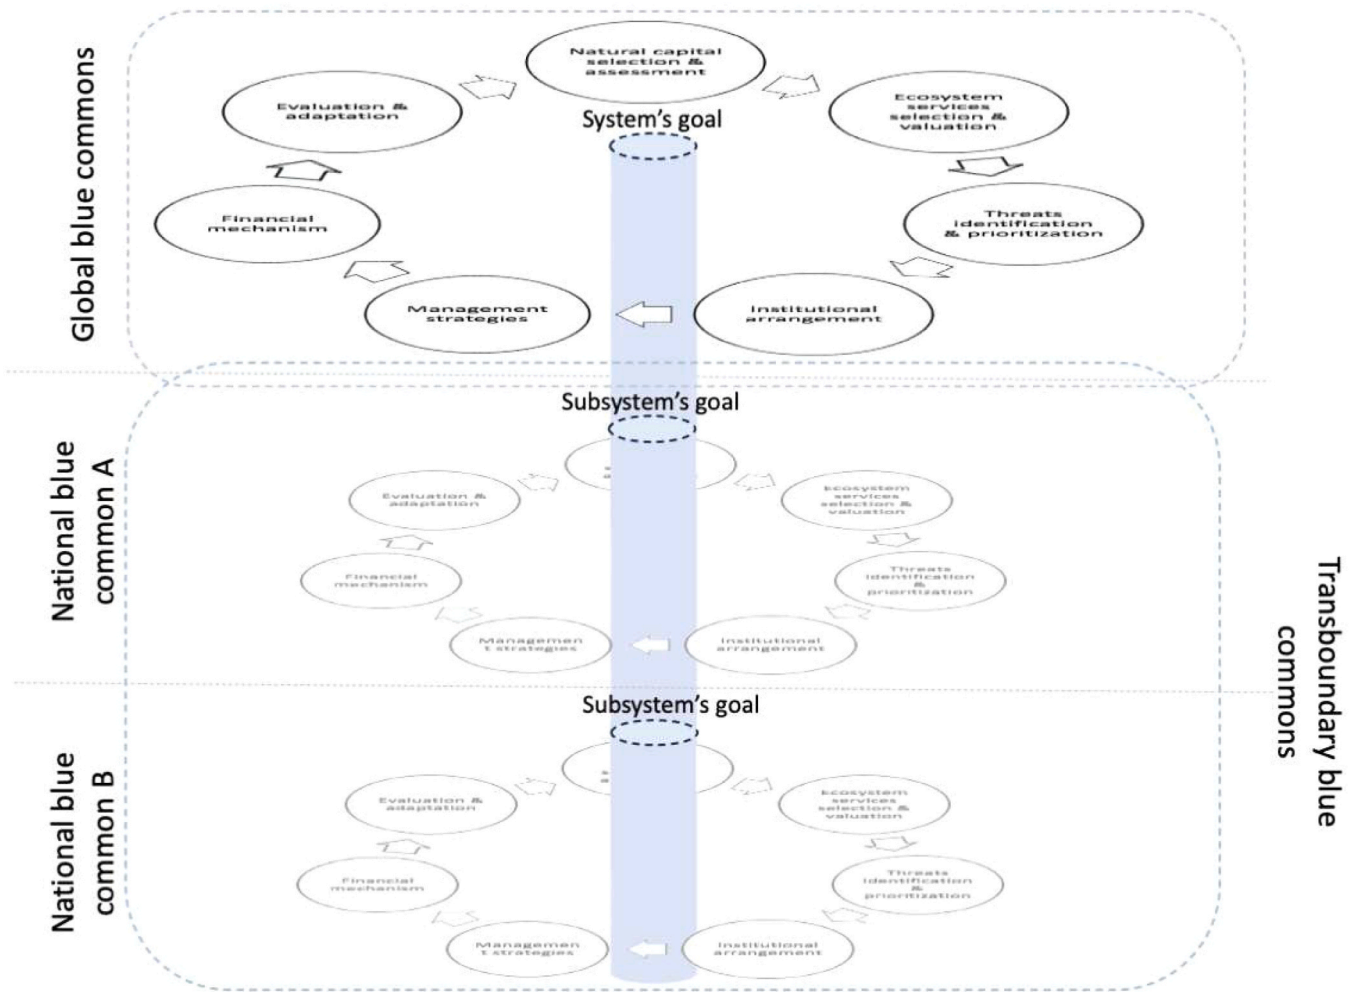 Global blue commons
Natural capital
selection &
assessment
Evaluation &
adaptation
Ecosystem
services
selection &
valuation
System's goal
Financial
mechanism
Threats
identification
& prioritization
Management
strategies
Institutional
arrangement
National blue
common A
Subsystem's goal
Evaluation &
adaptation
Ecosystem
services
selection &
valuation
Financial
mechanism
Threats
identification
&
prioritization
Managemen
t strategies
Institutional
arrangement
Transboundary blue
commons
National blue
common B
Subsystem's goal
Evaluation &
adaptation
Ecosystem
services
selection &
valuation
Financial
mechanism
Threats
identification
&
prioritization
Managemen
t strategies
Institutional
arrangement